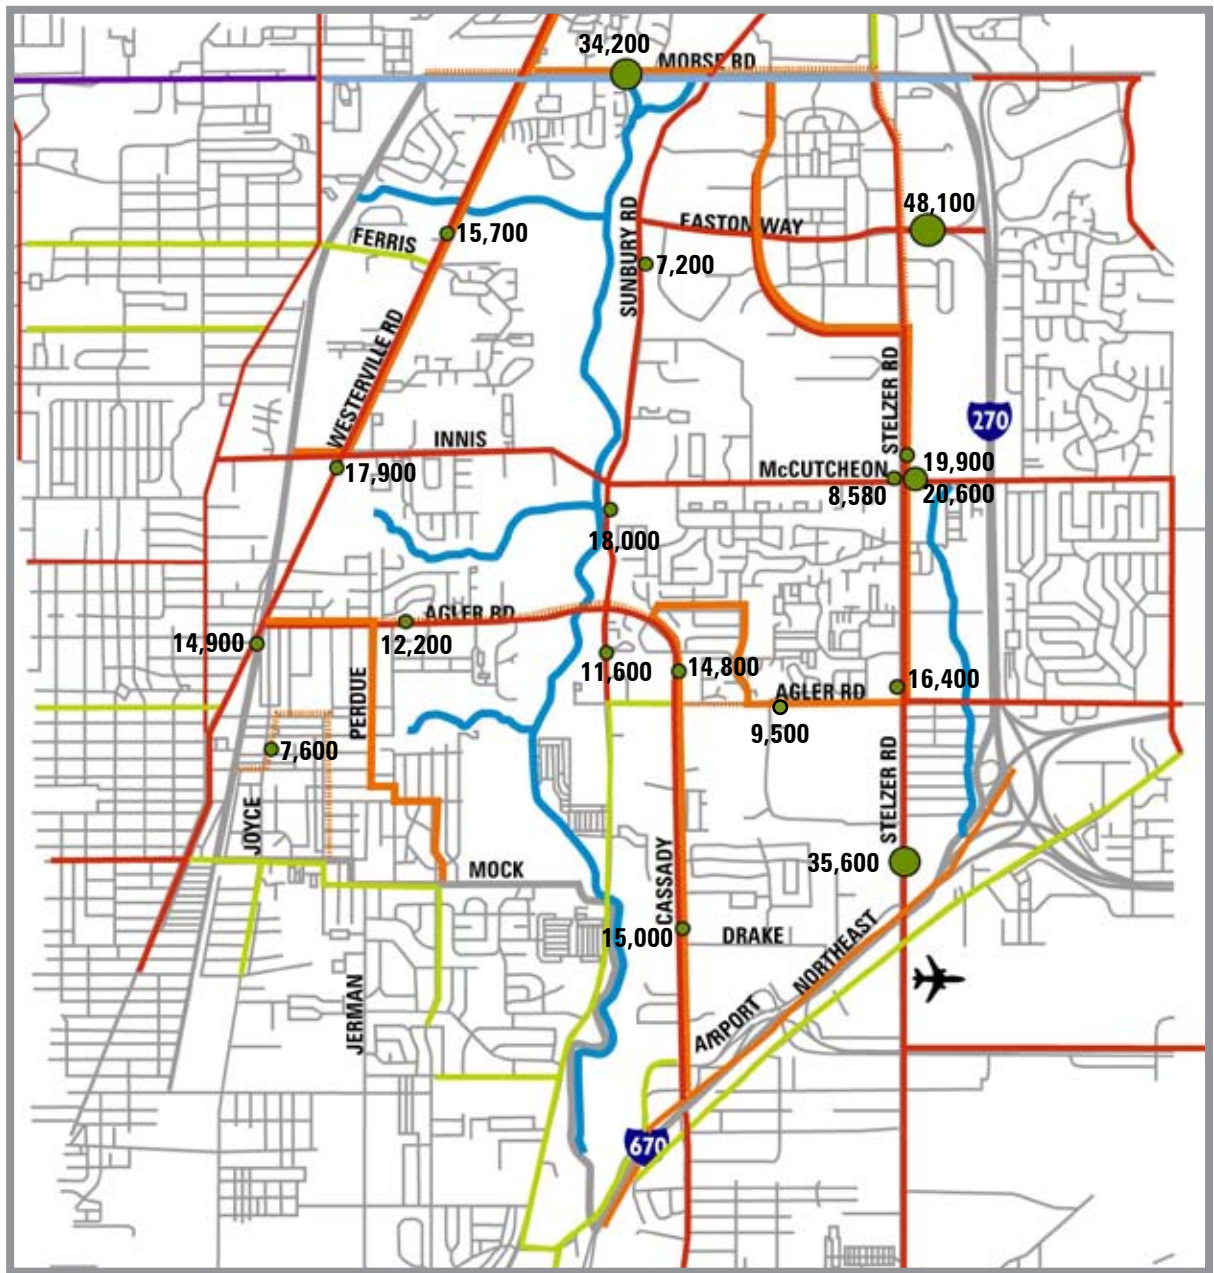 34,200
MORSE RD
48,100
EASTON WAY
15,700
FERRIS
SUNBURY RD
7,200
WESTERVILLE RD
STELZER RD
270
INNIS
McCUTCHEON
19,900
17,900
8,580
20,600
18,000
AGLER RD
14,900
12,200
11,600
14,800
16,400
PERDUE
AGLER RD
9,500
7,600
STELZER RD
JOYCE
MOCK
CASSADY
35,600
15,000
DRAKE
NORTHEAST
AIRPORT
JERMAN
670